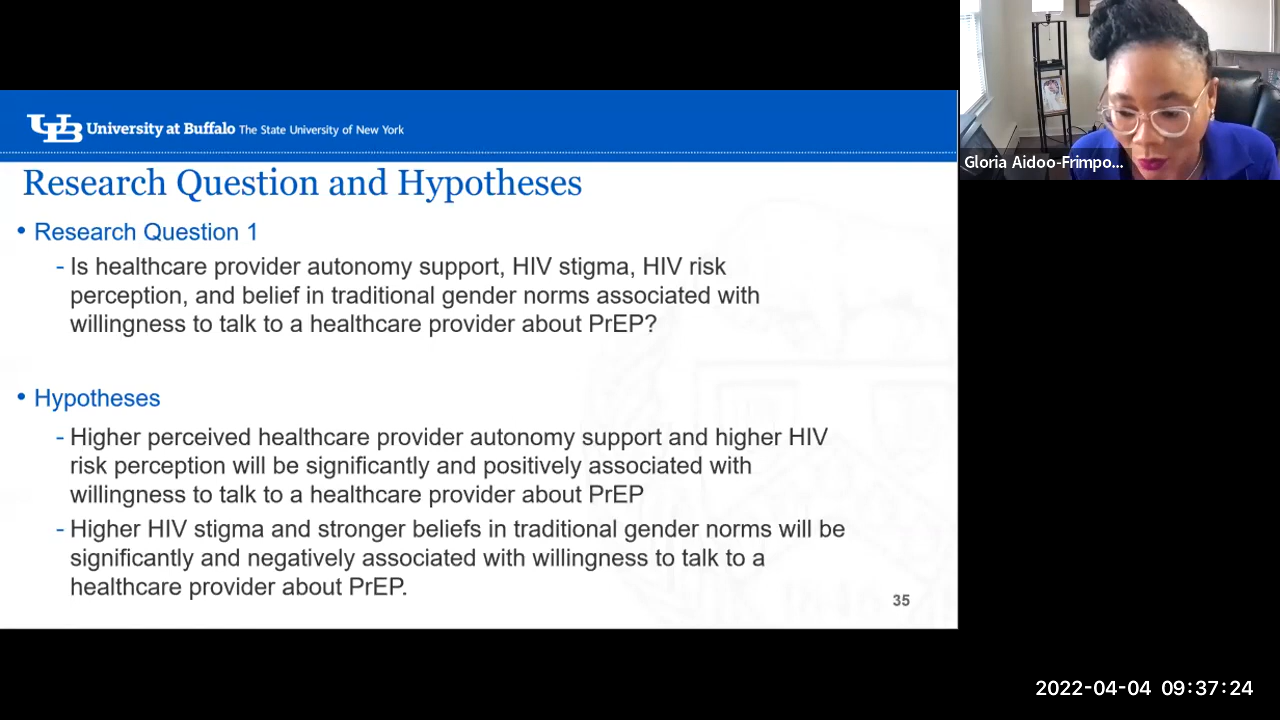 UB University at Buffalo The State University of New York
Gloria Aidoo-Frimpo...
Research Question and Hypotheses
• Research Question 1
- Is healthcare provider autonomy support, HIV stigma, HIV risk
perception, and belief in traditional gender norms associated with
willingness to talk to a healthcare provider about PrEP?
• Hypotheses
- Higher perceived healthcare provider autonomy support and higher HIV
risk perception will be significantly and positively associated with
willingness to talk to a healthcare provider about PrEP
- Higher HIV stigma and stronger beliefs in traditional gender norms will be
significantly and negatively associated with willingness to talk to a
healthcare provider about PrEP.
35
2022-04-04 09:37:24